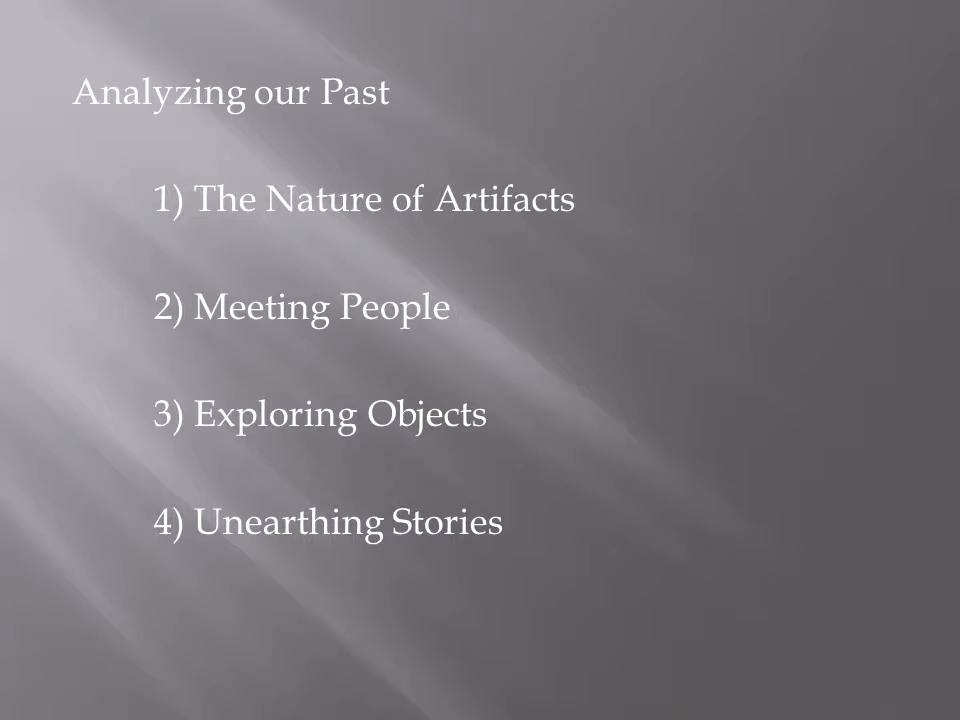 Analyzing our Past
1) The Nature of Artifacts
2) Meeting People
3) Exploring Objects
4) Unearthing Stories